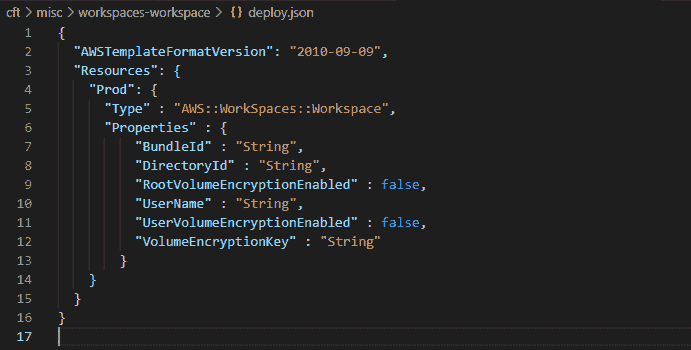 cft > misc > workspaces-workspace > {} deploy.json
1 {
2 "AWSTemplateFormatVersion": "2010-09-09",
3 "Resources": {
4 "Prod": {
5 "Type" : "AWS::WorkSpaces::Workspace",
6 "Properties" : {
7 "BundleId" : "String",
8 "DirectoryId" : "String",
9 "RootVolumeEncryptionEnabled" : false,
10 "UserName" : "String",
11 "UserVolumeEncryptionEnabled" : false,
12 "VolumeEncryptionKey" : "String"
13 }
14 }
15 }
16 }
17